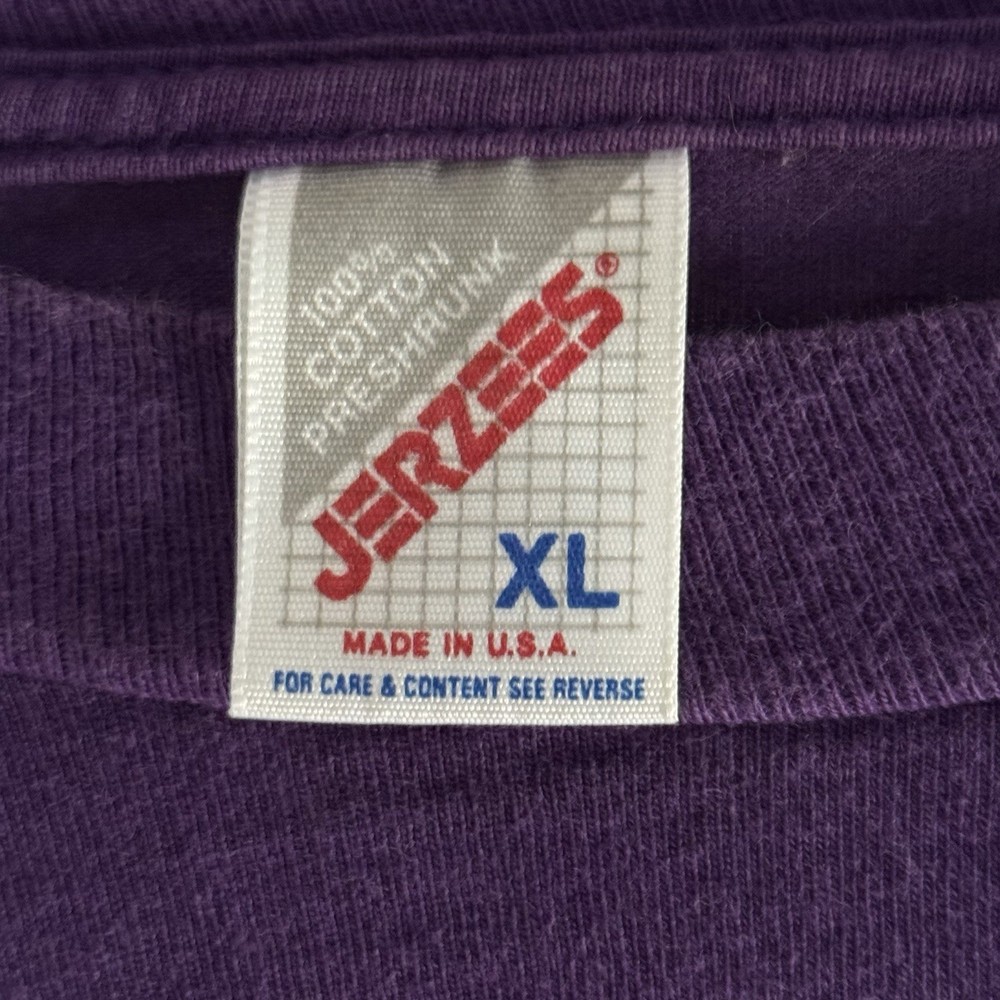 100%
COTTON
PRESHRUNK
JERZEES®
XL
MADE IN U.S.A.
FOR CARE & CONTENT SEE REVERSE